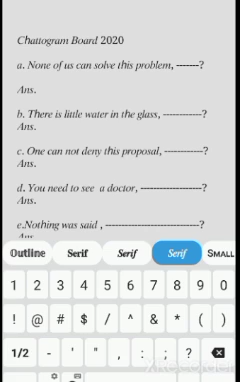 Chattogram Board 2020
a. None of us can solve this problem, -------?
Ans.
b. There is little water in the glass, ------------?
Ans.
c. One can not deny this proposal, ------------?
Ans.
d. You need to see a doctor, -------------------?
Ans.
e.Nothing was said , -----------------------------?
Ans
Outline Serif Serif Serif SMALL
1 2 3 4 5 6 7 8 9 0
! @ # $ / ^ & * ( )
1/2 - ' " , : ; ?